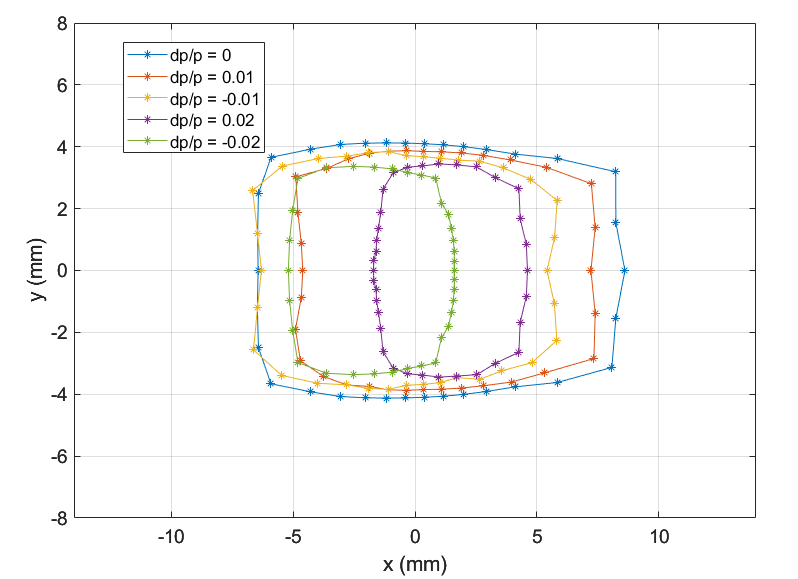 8
6
4
2
0
-2
-4
-6
-8
y (mm)
dp/p = 0
dp/p = 0.01
dp/p = -0.01
dp/p = 0.02
dp/p = -0.02
-10 -5 0 5 10
x (mm)